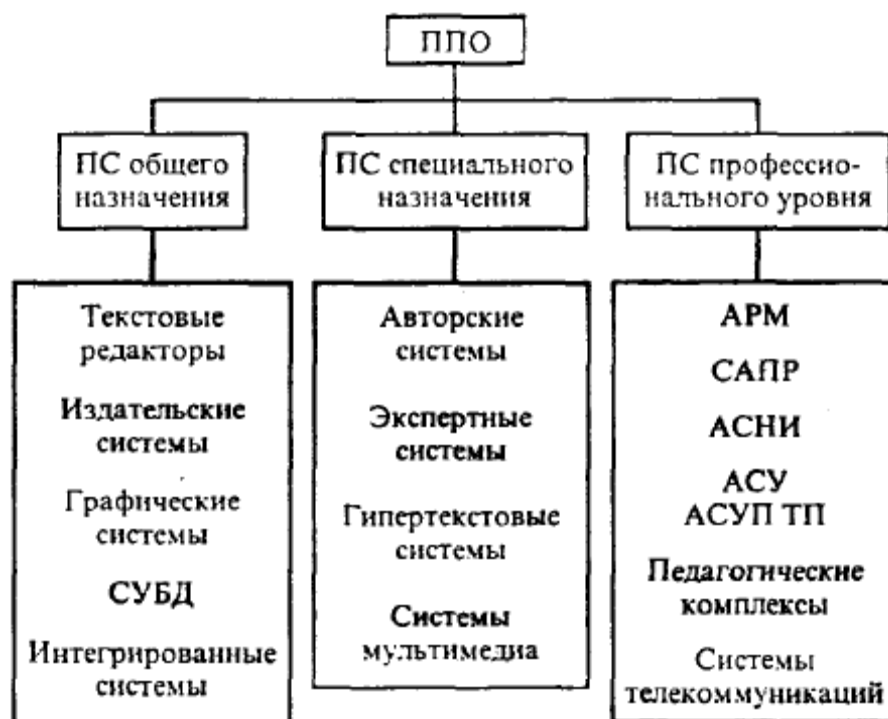 ППО
ПС общего
назначения
ПС специального
назначения
ПС профессио-
нального уровня
Текстовые
редакторы
Издательские
системы
Графические
системы
СУБД
Интегрированные
системы
Авторские
системы
Экспертные
системы
Гипертекстовые
системы
Системы
мультимедиа
АРМ
САПР
АСНИ
АСУ
АСУП ТП
Педагогические
комплексы
Системы
телекоммуникаций